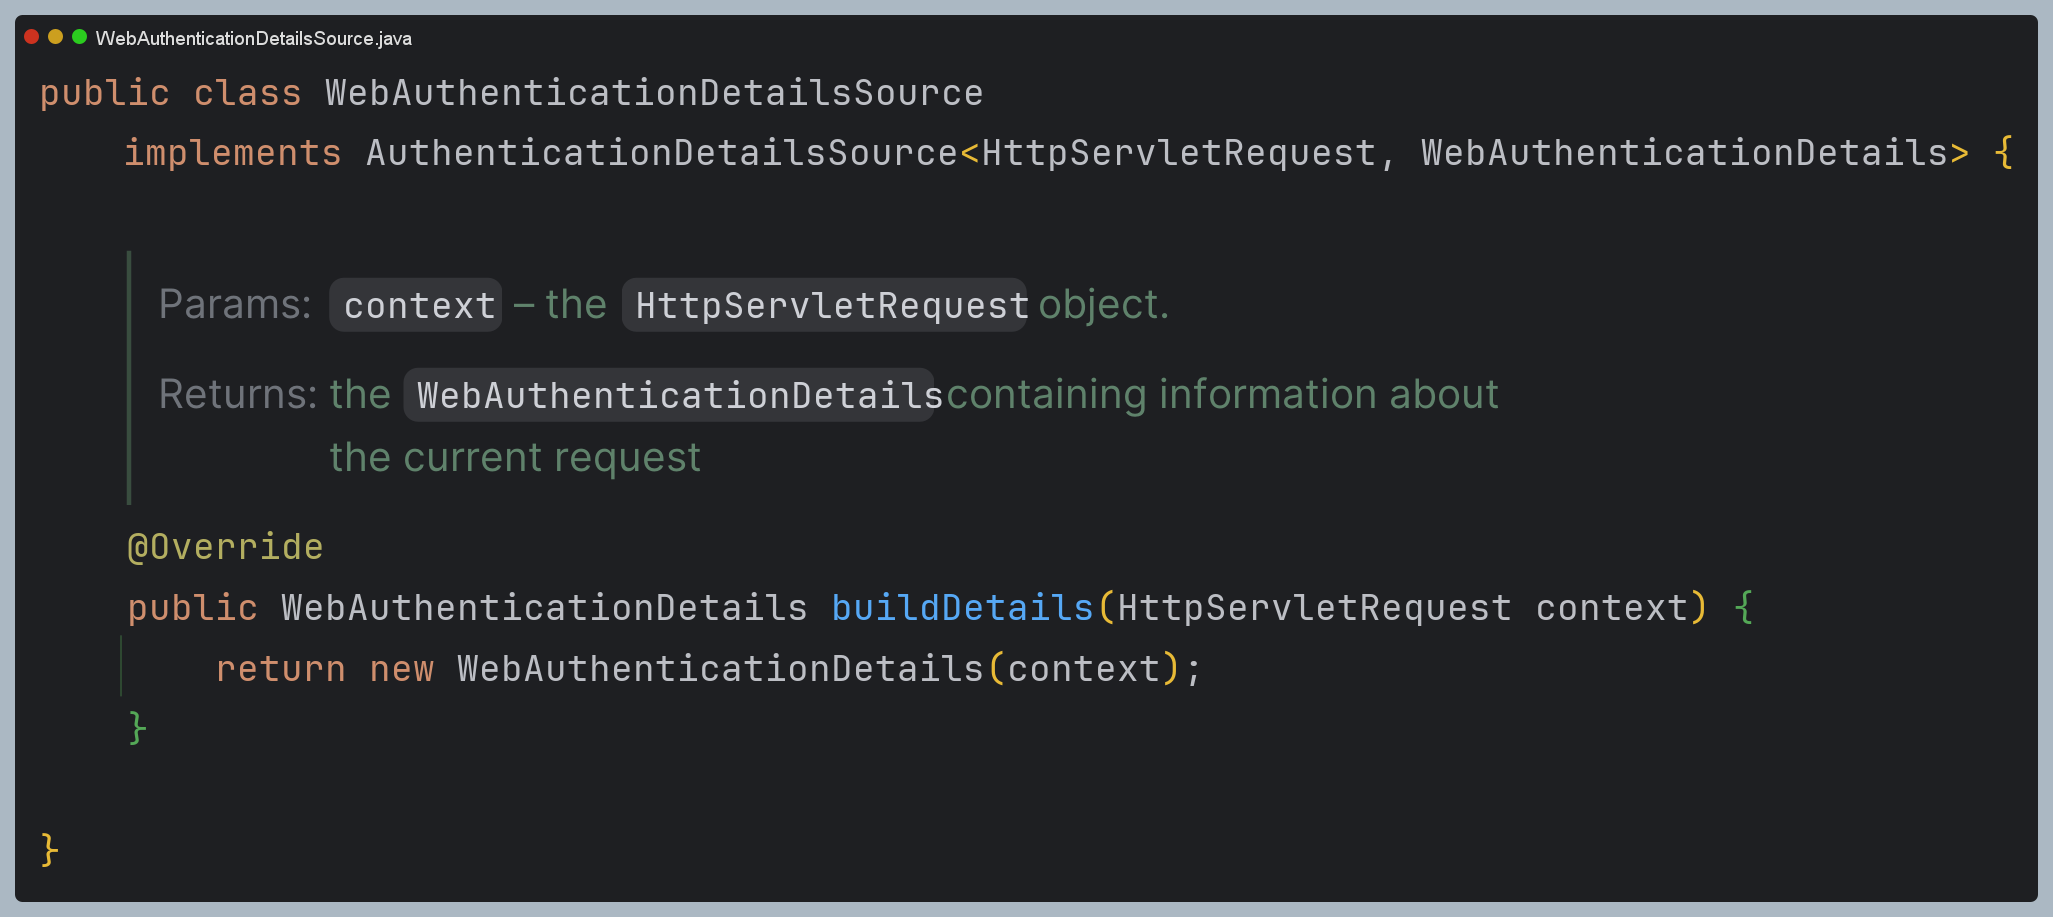 WebAuthenticationDetailsSource.java
public class WebAuthenticationDetailsSource
implements AuthenticationDetailsSource<HttpServletRequest, WebAuthenticationDetails> {
Params: context – the HttpServletRequest object.
Returns: the WebAuthenticationDetails containing information about
the current request
@Override
public WebAuthenticationDetails buildDetails(HttpServletRequest context) {
return new WebAuthenticationDetails(context);
}
}